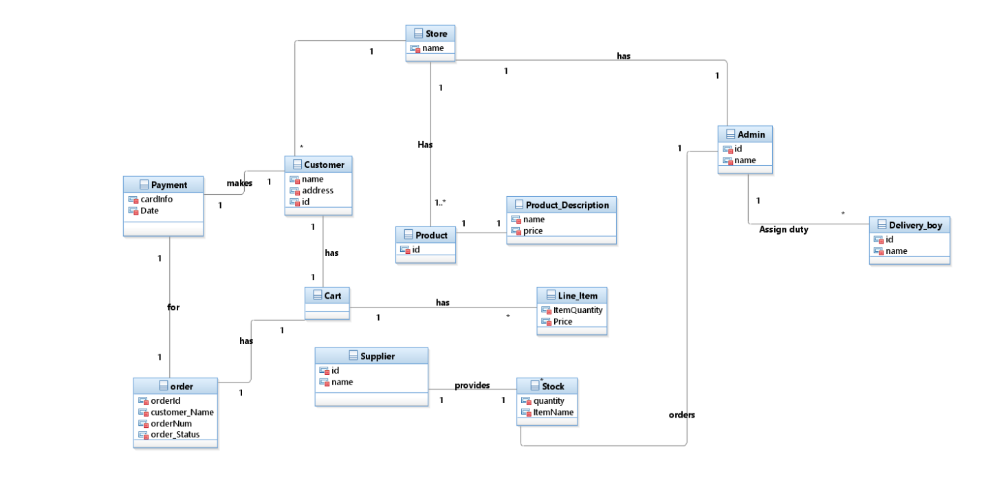 Store
name
1
has
1
1
1
Has
*
1
Admin
id
name
Customer
name
address
id
makes
1
1
Payment
cardInfo
Date
1..*
Product_Description
name
price
1
1
Product
id
1
*
Assign duty
Delivery_boy
id
name
1
has
1
1
for
1
Cart
has
1
*
Line_Item
ItemQuantity
Price
has
1
1
Supplier
id
name
provides
1
1
*
Stock
quantity
ItemName
orders
order
orderId
customer_Name
orderNum
order_Status